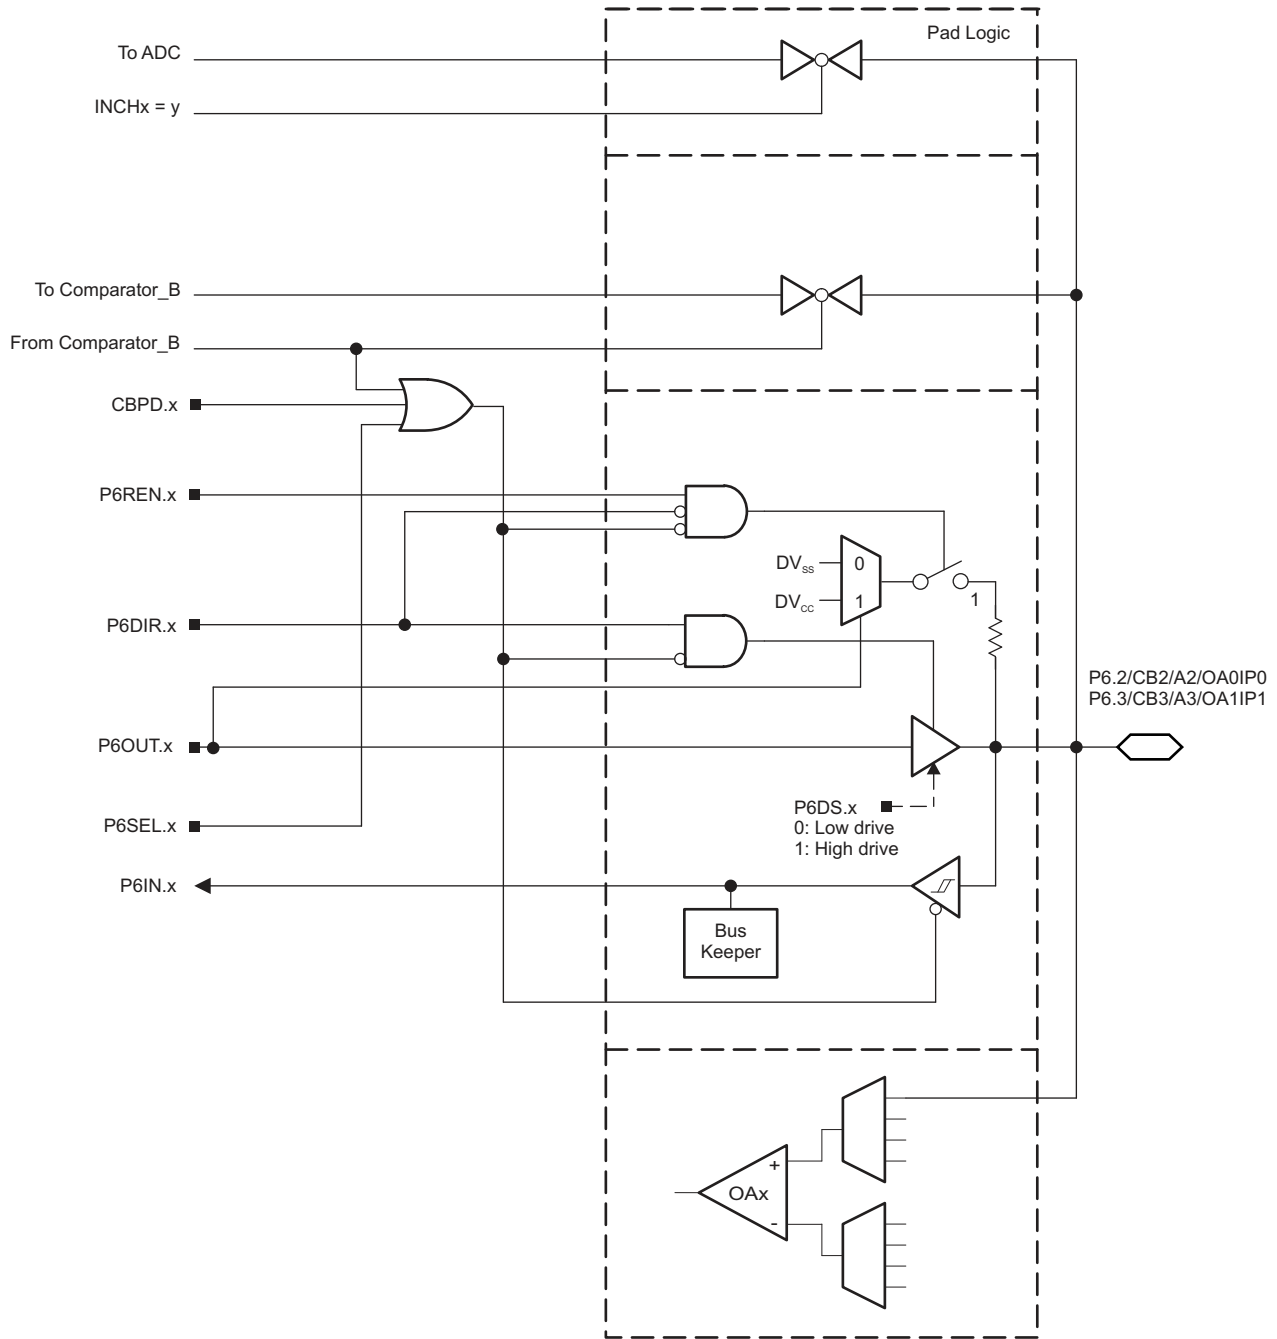 Pad Logic
To ADC
INCHx = y
To Comparator_B
From Comparator_B
CBPD.x
P6REN.x
DVSS
0
DVCC
1
1
P6DIR.x
P6.2/CB2/A2/OA0IP0
P6.3/CB3/A3/OA1IP1
P6OUT.x
P6DS.x
0: Low drive
1: High drive
P6SEL.x
P6IN.x
Bus
Keeper
+
OAx
-